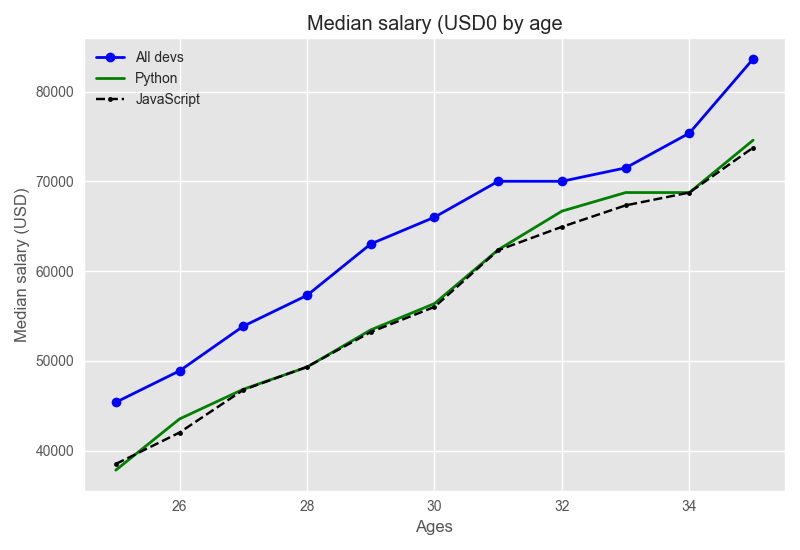 Median salary (USD0 by age
All devs
Python
JavaScript
80000
70000
60000
50000
40000
Median salary (USD)
26 28 30 32 34
Ages